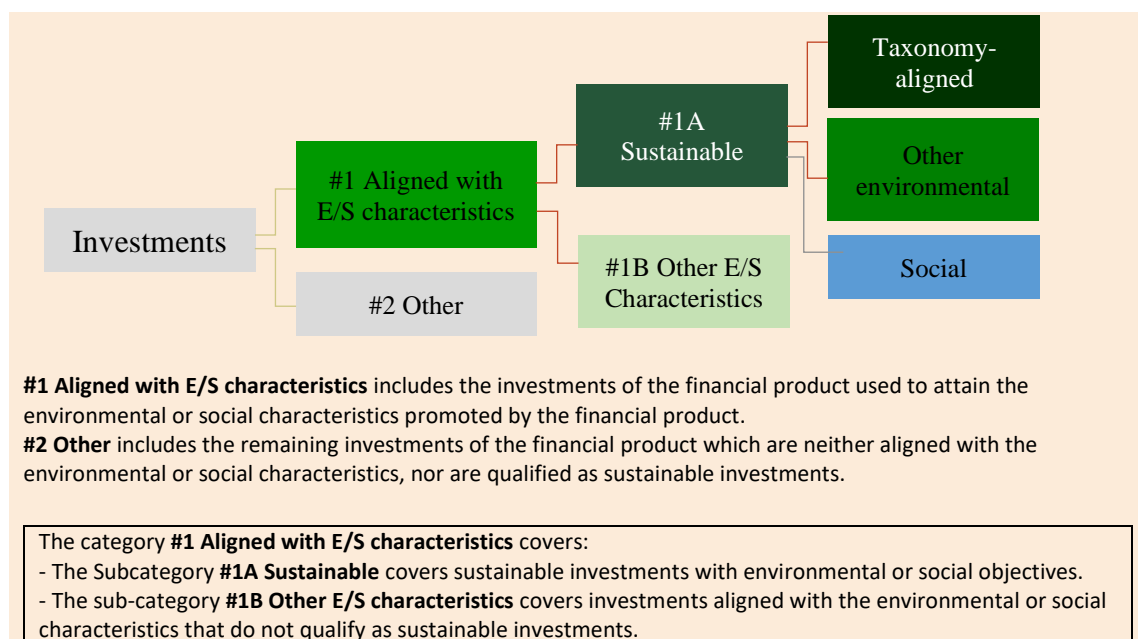 Taxonomy-
aligned
#1A
Sustainable
Other
environmental
#1 Aligned with
E/S characteristics
Investments
#1B Other E/S
Characteristics
Social
#2 Other
#1 Aligned with E/S characteristics includes the investments of the financial product used to attain the
environmental or social characteristics promoted by the financial product.
#2 Other includes the remaining investments of the financial product which are neither aligned with the
environmental or social characteristics, nor are qualified as sustainable investments.
The category #1 Aligned with E/S characteristics covers:
- The Subcategory #1A Sustainable covers sustainable investments with environmental or social objectives.
- The sub-category #1B Other E/S characteristics covers investments aligned with the environmental or social
characteristics that do not qualify as sustainable investments.